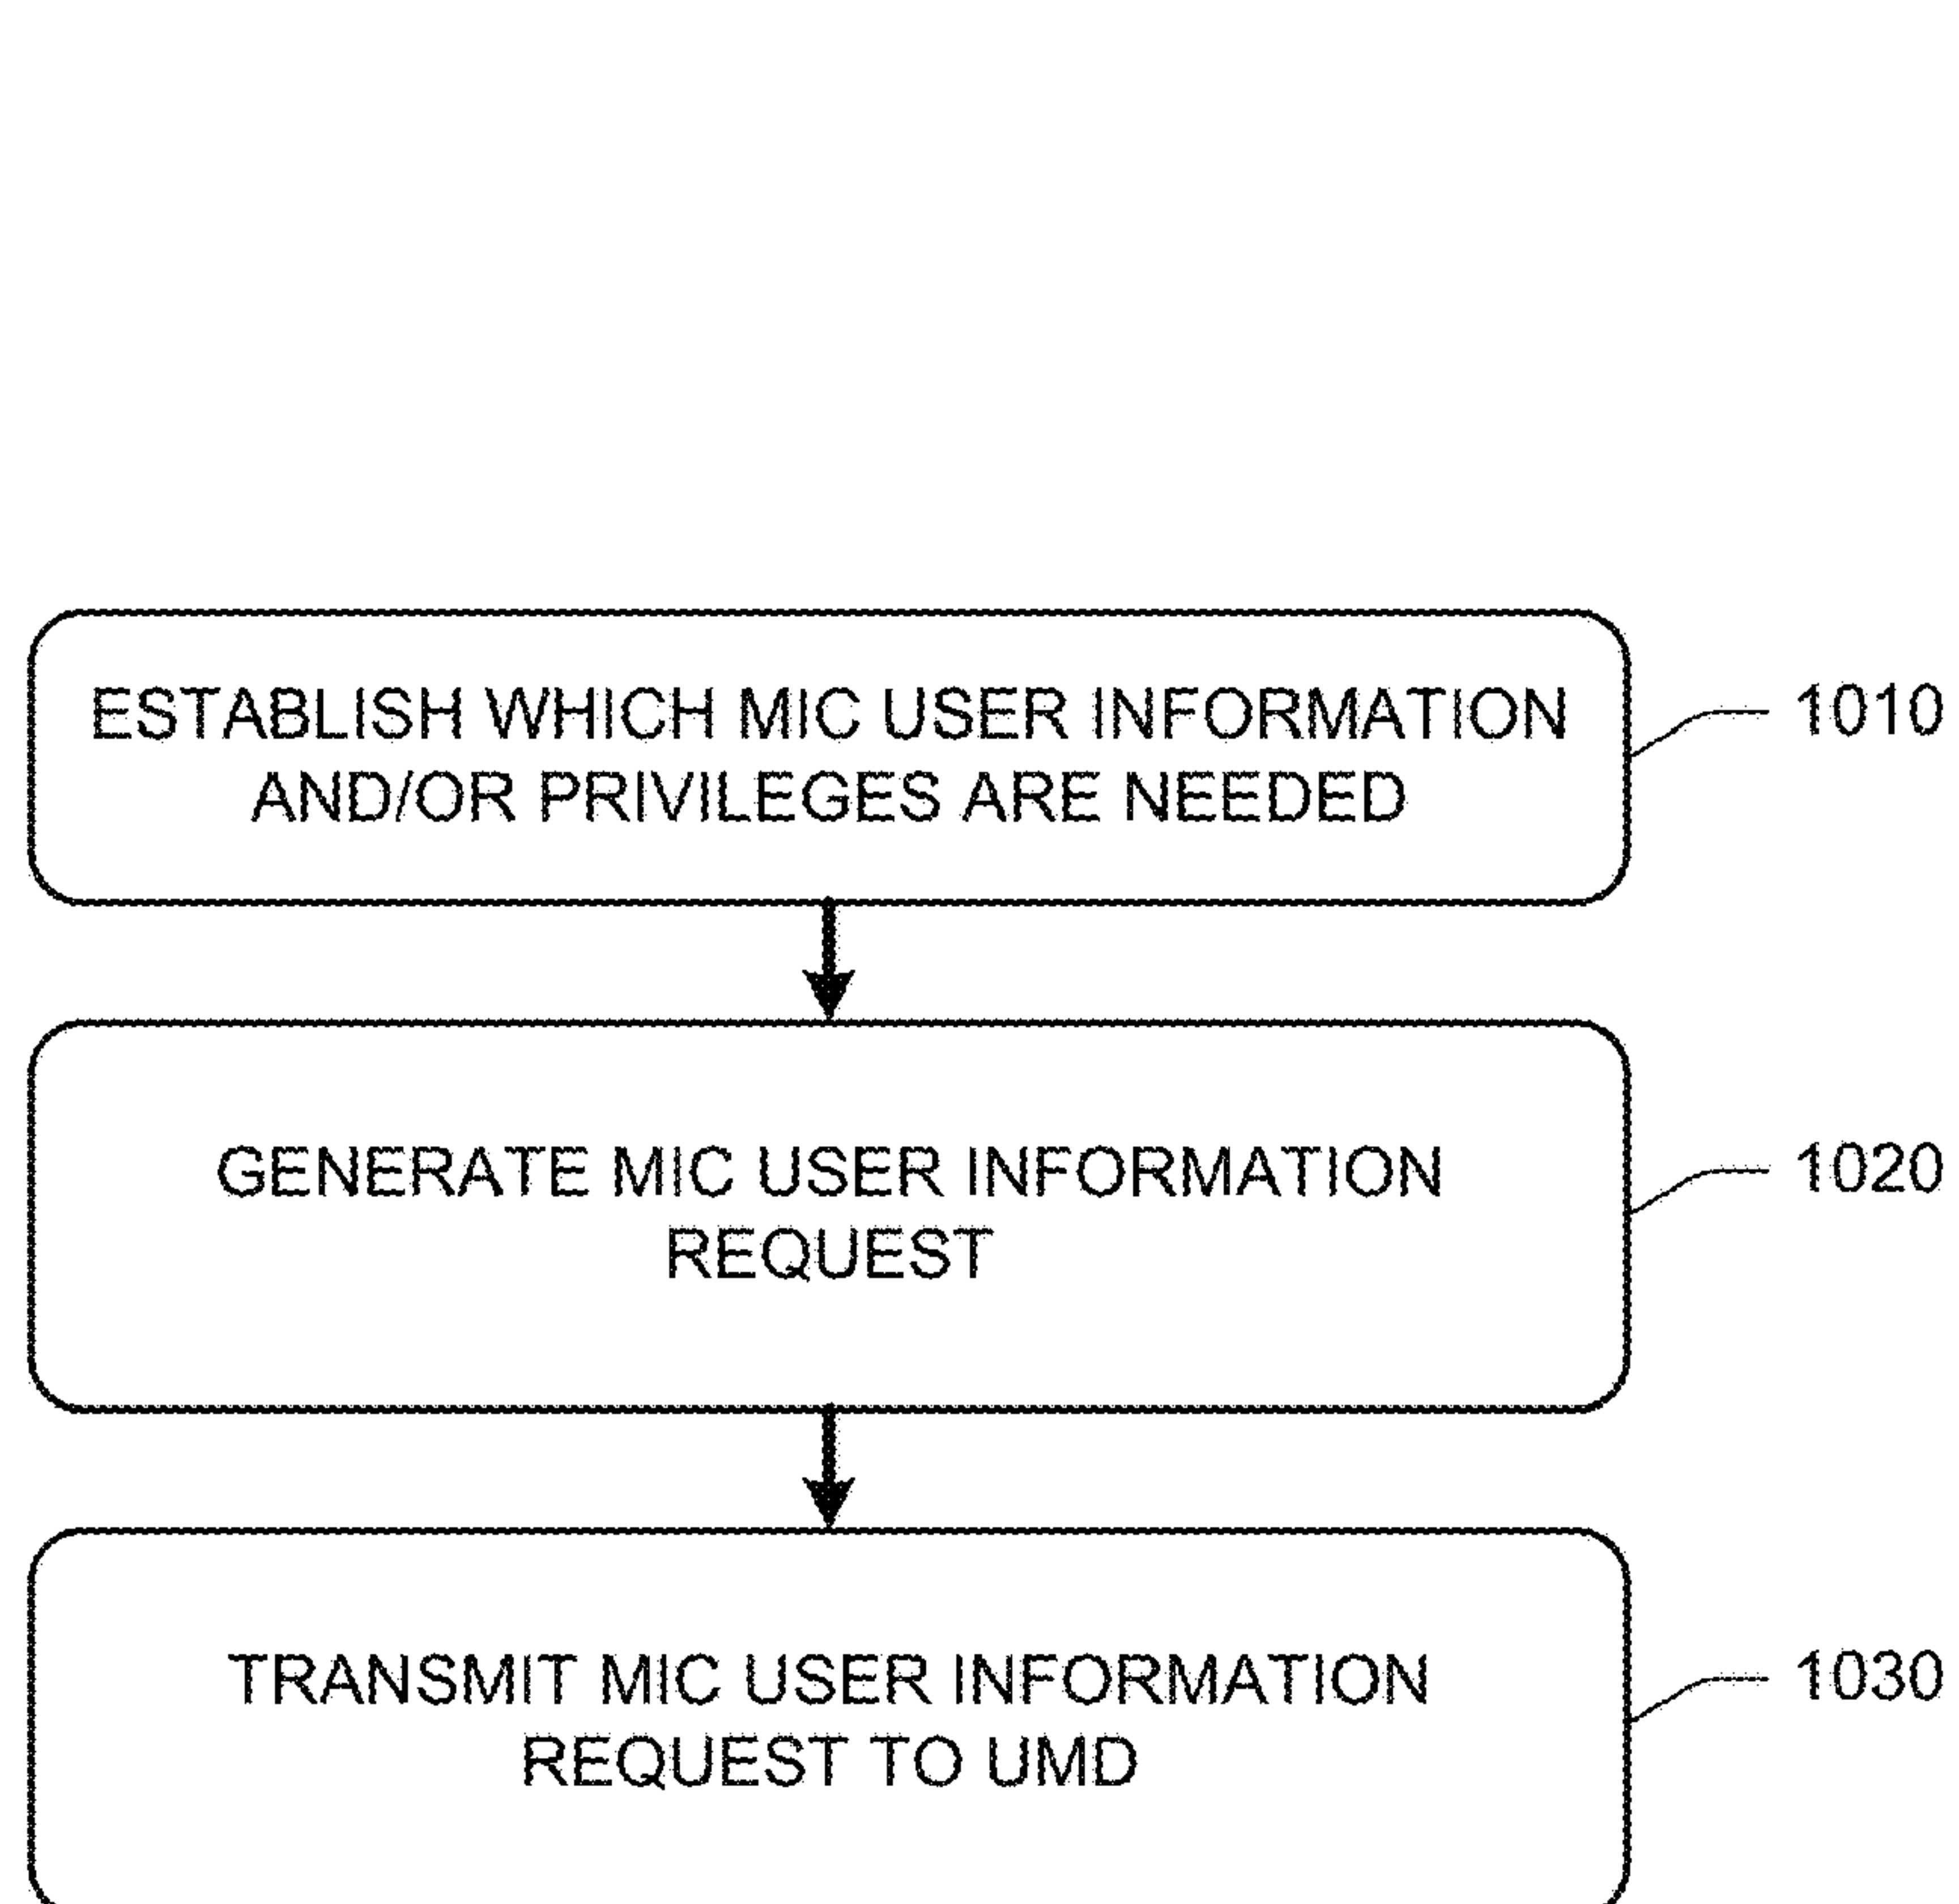 ESTABLISH WHICH MIC USER INFORMATION
AND/OR PRIVILEGES ARE NEEDED
1010
GENERATE MIC USER INFORMATION
REQUEST
1020
TRANSMIT MIC USER INFORMATION
REQUEST TO UMD
1030